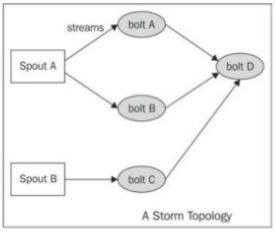 streams
bolt A
Spout A
bolt D
bolt B
Spout B
bolt C
A Storm Topology